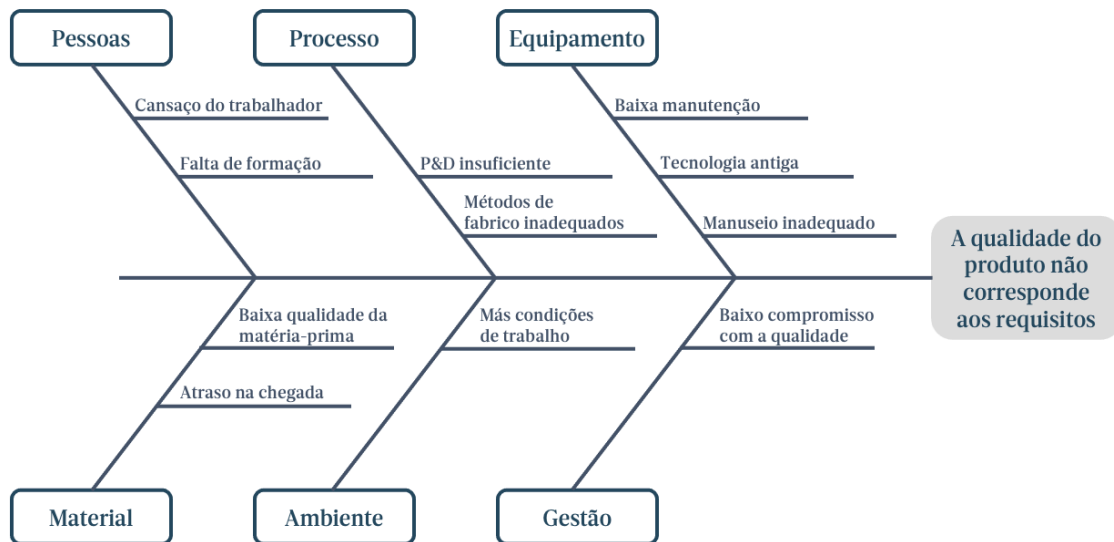 Pessoas
Processo
Equipamento
Cansaço do trabalhador
Falta de formação
P&D insuficiente
Métodos de
fabrico inadequados
Baixa manutenção
Tecnologia antiga
Manuseio inadequado
A qualidade do
produto não
corresponde
aos requisitos
Baixa qualidade da
matéria-prima
Atraso na chegada
Más condições
de trabalho
Baixo compromisso
com a qualidade
Material
Ambiente
Gestão